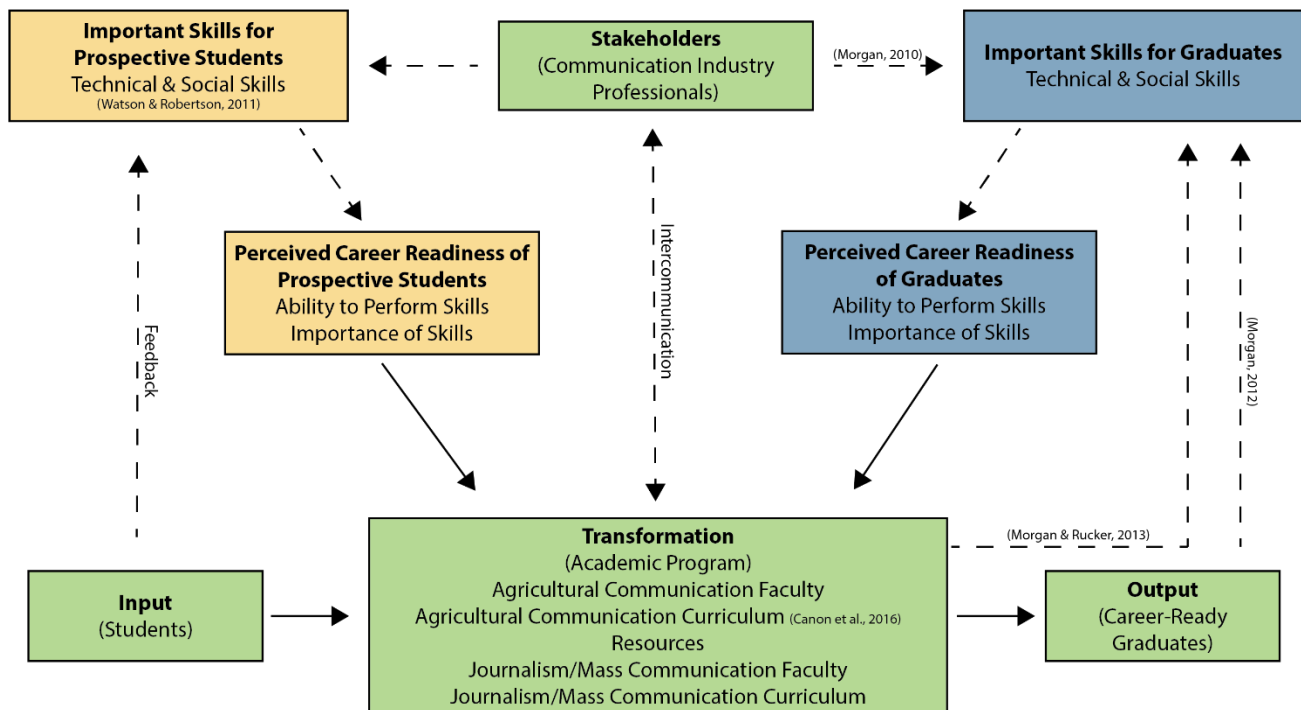 Important Skills for
Prospective Students
Technical & Social Skills
(Watson & Robertson, 2011)
Stakeholders
(Communication Industry
Professionals)
(Morgan, 2010)
Important Skills for Graduates
Technical & Social Skills
Perceived Career Readiness of
Prospective Students
Ability to Perform Skills
Importance of Skills
Perceived Career Readiness
of Graduates
Ability to Perform Skills
Importance of Skills
Feedback
Intercommunication
(Morgan, 2012)
(Morgan & Rucker, 2013)
Input
(Students)
Transformation
(Academic Program)
Agricultural Communication Faculty
Agricultural Communication Curriculum (Canon et al., 2016)
Resources
Journalism/Mass Communication Faculty
Journalism/Mass Communication Curriculum
Output
(Career-Ready
Graduates)